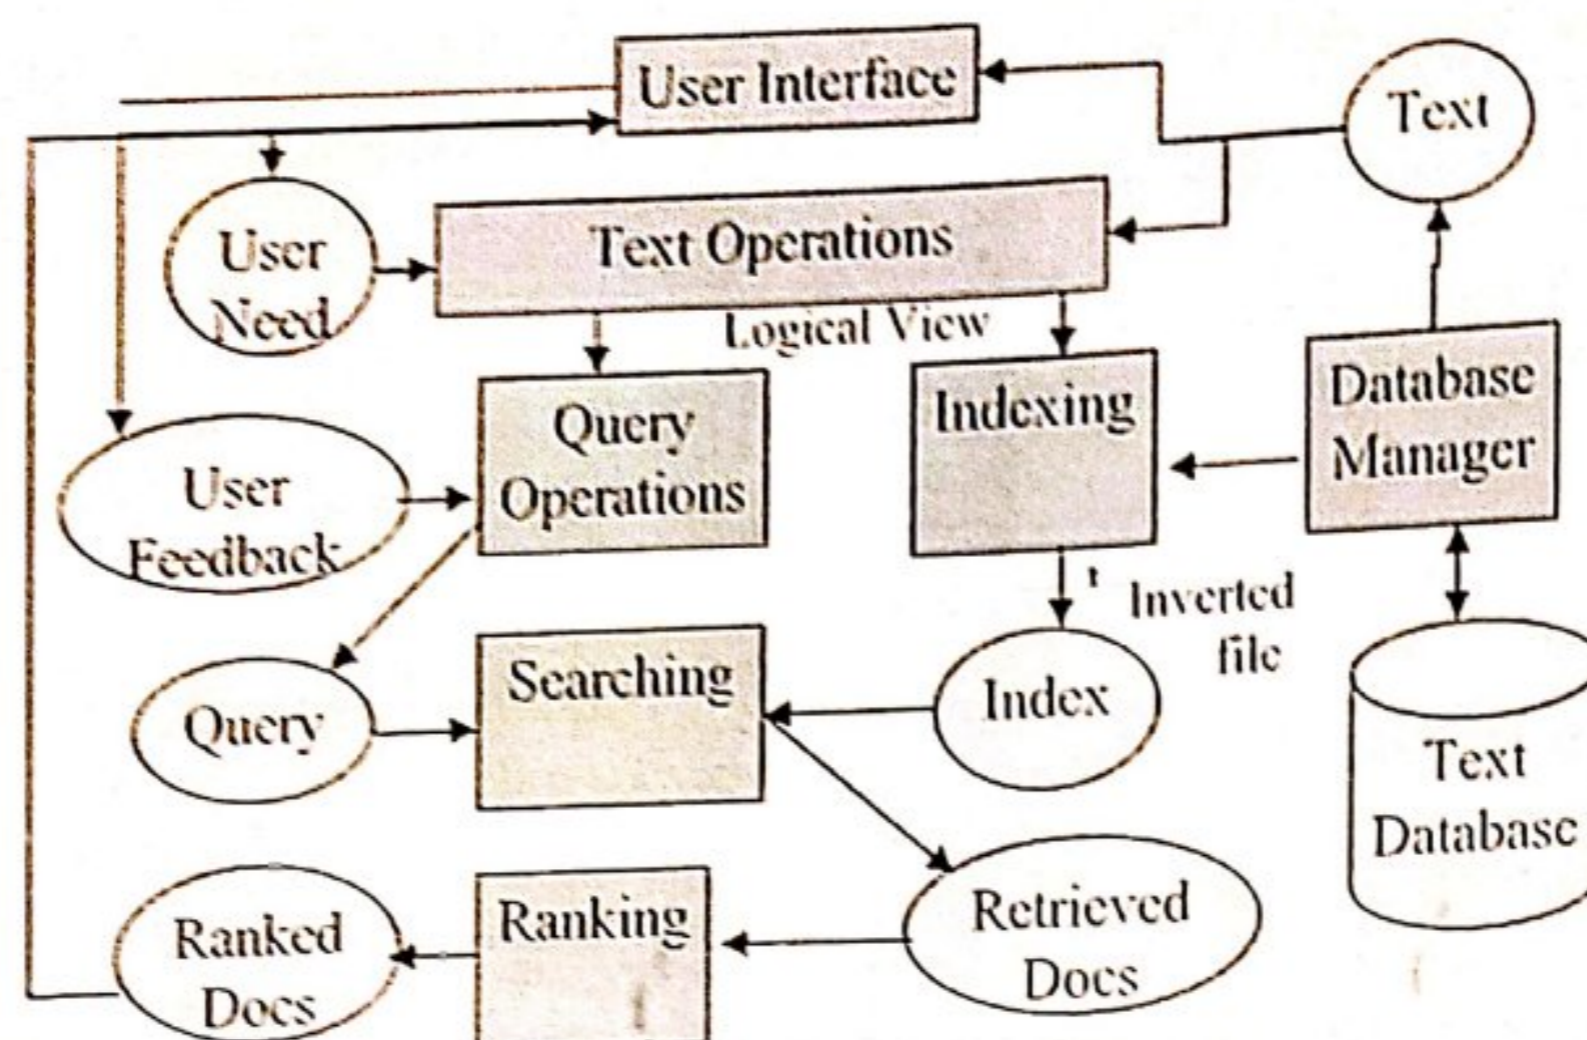 User Interface
Text
User
Need
Text Operations
Logical View
Database
Manager
Query
Operations
Indexing
User
Feedback
Inverted
file
Query
Searching
Index
Text
Database
Ranked
Docs
Ranking
Retrieved
Docs